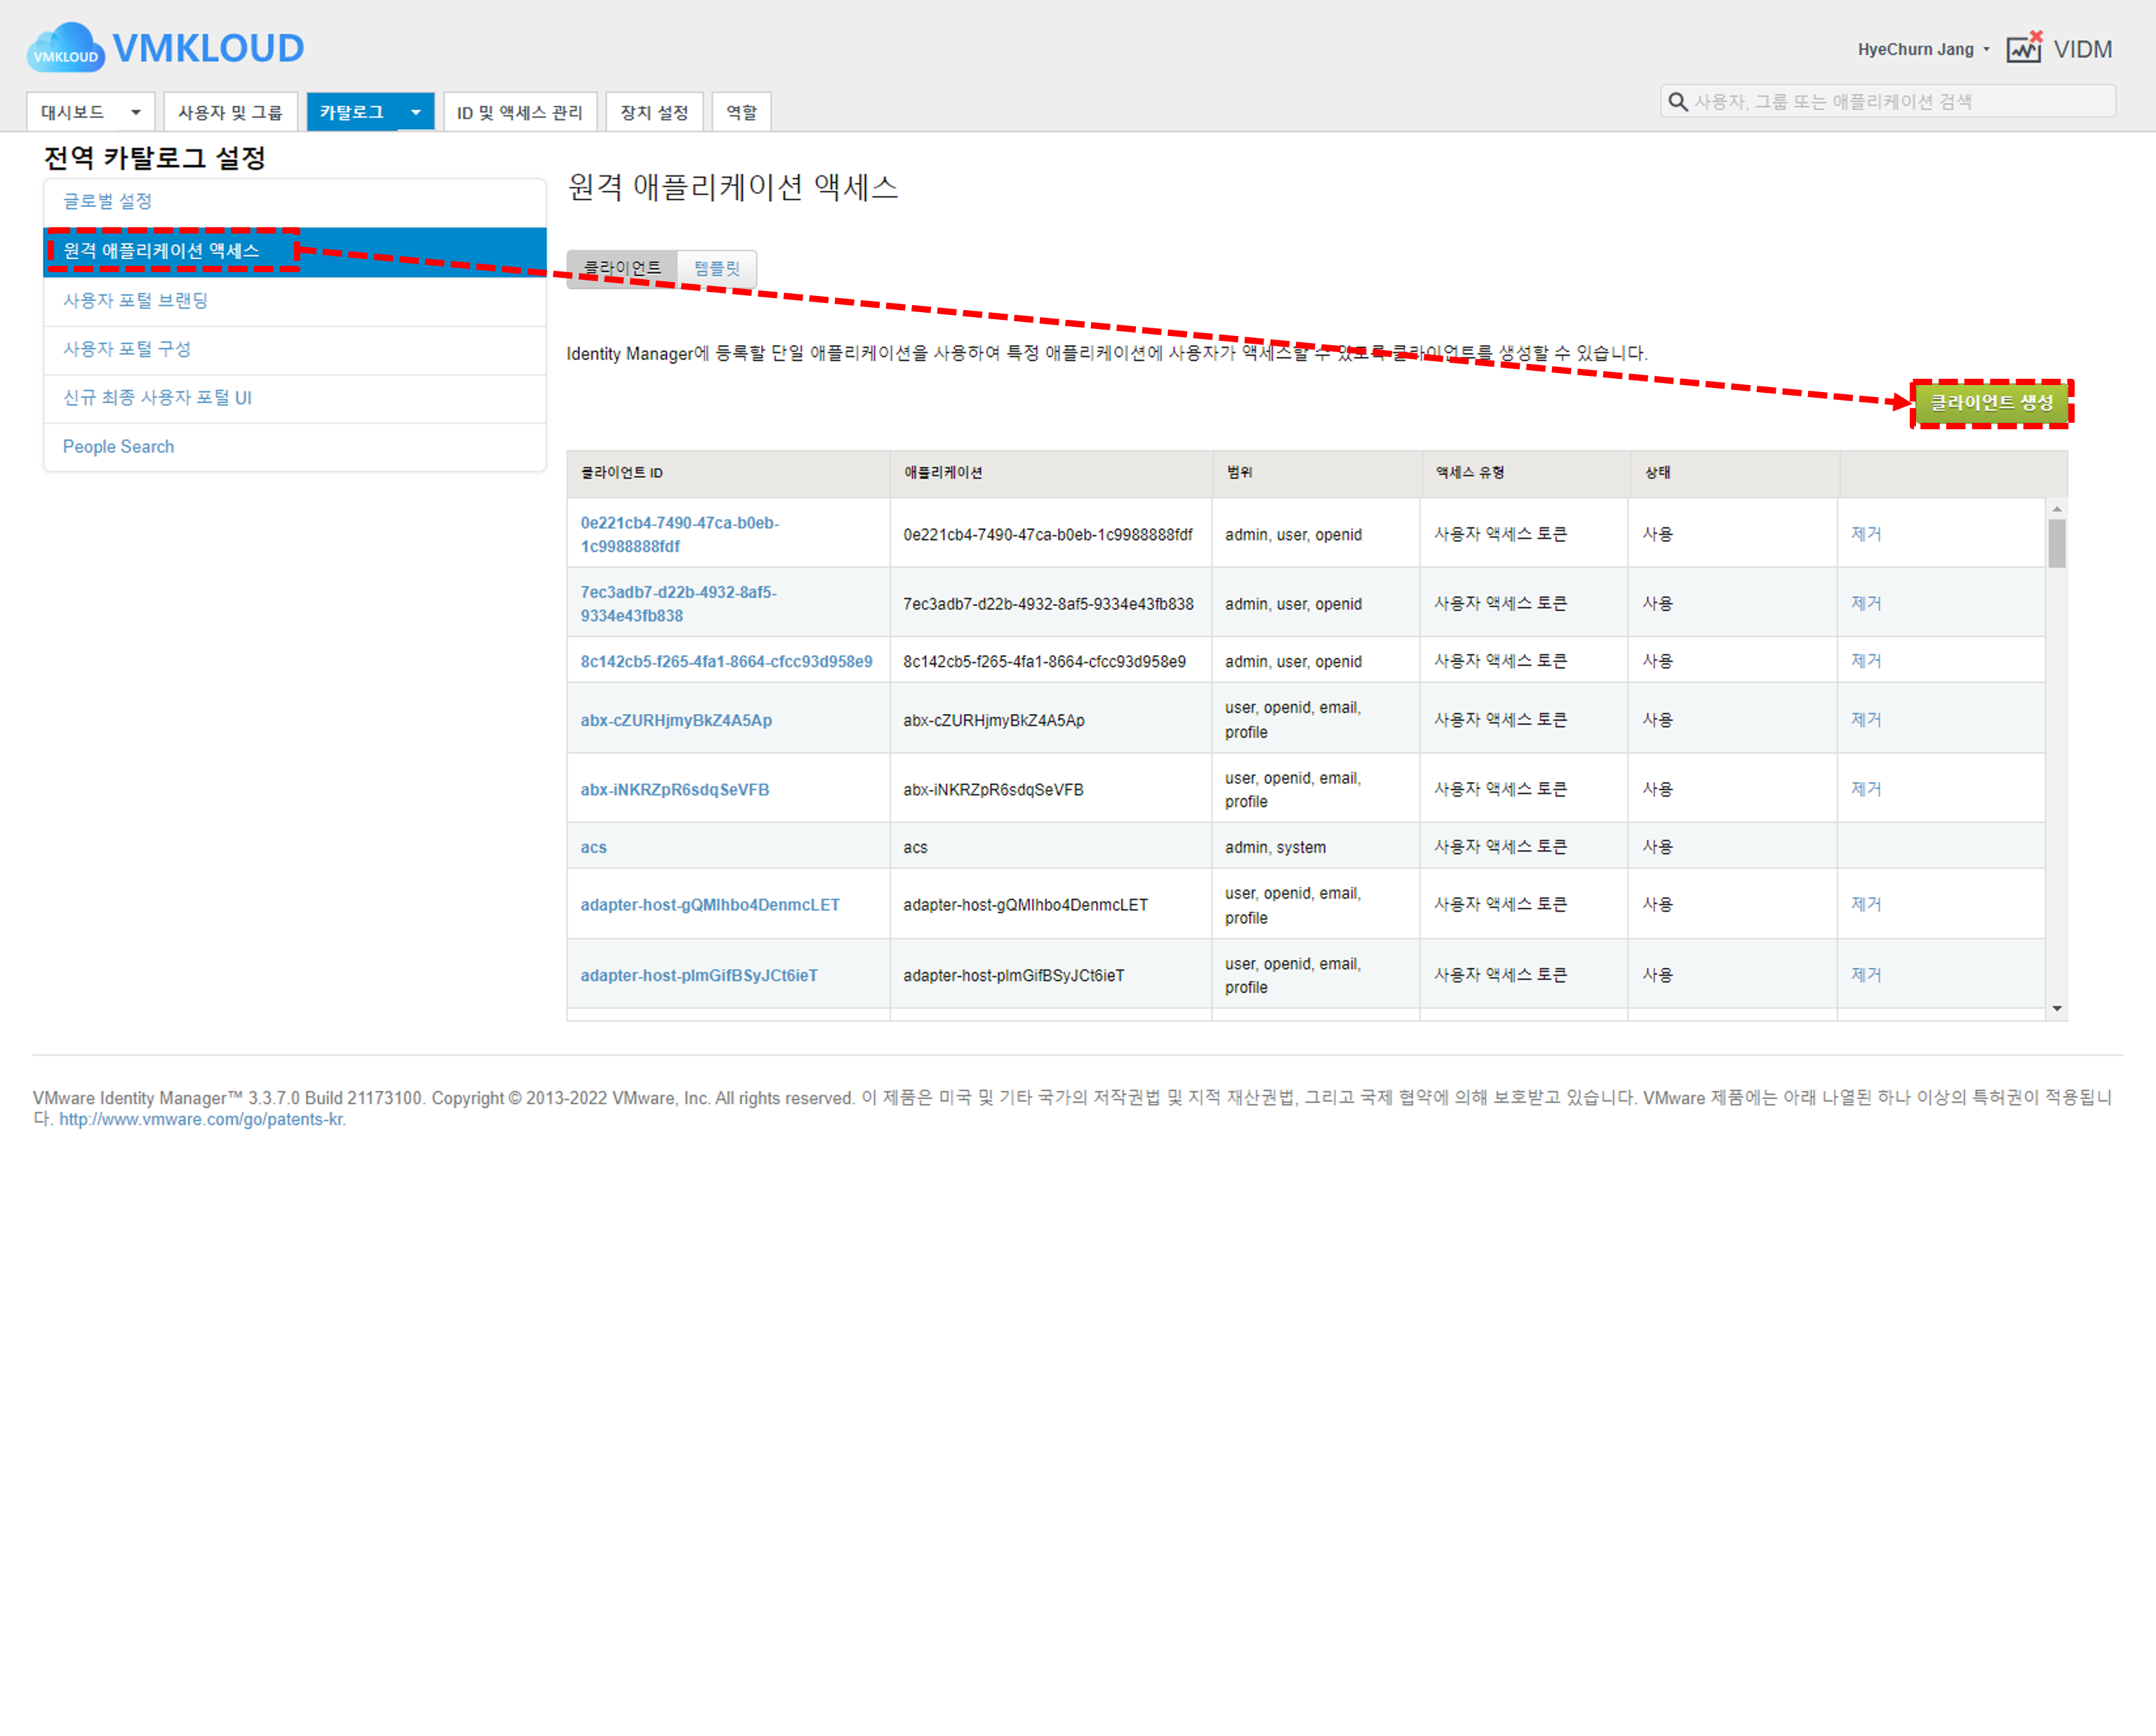 VMKLOUD VMKLOUD
HyeChurn Jang VIDM
대시보드 사용자 및 그룹 카탈로그 ID 및 액세스 관리 장치 설정 역할 사용자, 그룹 또는 애플리케이션 검색
전역 카탈로그 설정
글로벌 설정
원격 애플리케이션 액세스
사용자 포털 브랜딩
사용자 포털 구성
신규 최종 사용자 포털 UI
People Search
원격 애플리케이션 액세스
클라이언트 템플릿
Identity Manager에 등록할 단일 애플리케이션을 사용하여 특정 애플리케이션에 사용자가 액세스할 수 있도록 클라이언트를 생성할 수 있습니다.
클라이언트 생성
클라이언트 ID 애플리케이션 범위 액세스 유형 상태
0e221cb4-7490-47ca-b0eb-
1c9988888fdf 0e221cb4-7490-47ca-b0eb-1c9988888fdf admin, user, openid 사용자 액세스 토큰 사용 제거
7ec3adb7-d22b-4932-8af5-
9334e43fb838 7ec3adb7-d22b-4932-8af5-9334e43fb838 admin, user, openid 사용자 액세스 토큰 사용 제거
8c142cb5-f265-4fa1-8664-cfcc93d958e9 8c142cb5-f265-4fa1-8664-cfcc93d958e9 admin, user, openid 사용자 액세스 토큰 사용 제거
abx-cZURHjmyBkZ4A5Ap abx-cZURHjmyBkZ4A5Ap user, openid, email,
profile 사용자 액세스 토큰 사용 제거
abx-iNKRZpR6sdqSeVFB abx-iNKRZpR6sdqSeVFB user, openid, email,
profile 사용자 액세스 토큰 사용 제거
acs acs admin, system 사용자 액세스 토큰 사용
adapter-host-gQMlhbo4DenmcLET adapter-host-gQMlhbo4DenmcLET user, openid, email,
profile 사용자 액세스 토큰 사용 제거
adapter-host-plmGifBSyJCt6ieT adapter-host-plmGifBSyJCt6ieT user, openid, email,
profile 사용자 액세스 토큰 사용 제거
VMware Identity Manager™ 3.3.7.0 Build 21173100. Copyright © 2013-2022 VMware, Inc. All rights reserved. 이 제품은 미국 및 기타 국가의 저작권법 및 지적 재산권법, 그리고 국제 협약에 의해 보호받고 있습니다. VMware 제품에는 아래 나열된 하나 이상의 특허권이 적용됩니
다. http://www.vmware.com/go/patents-kr.